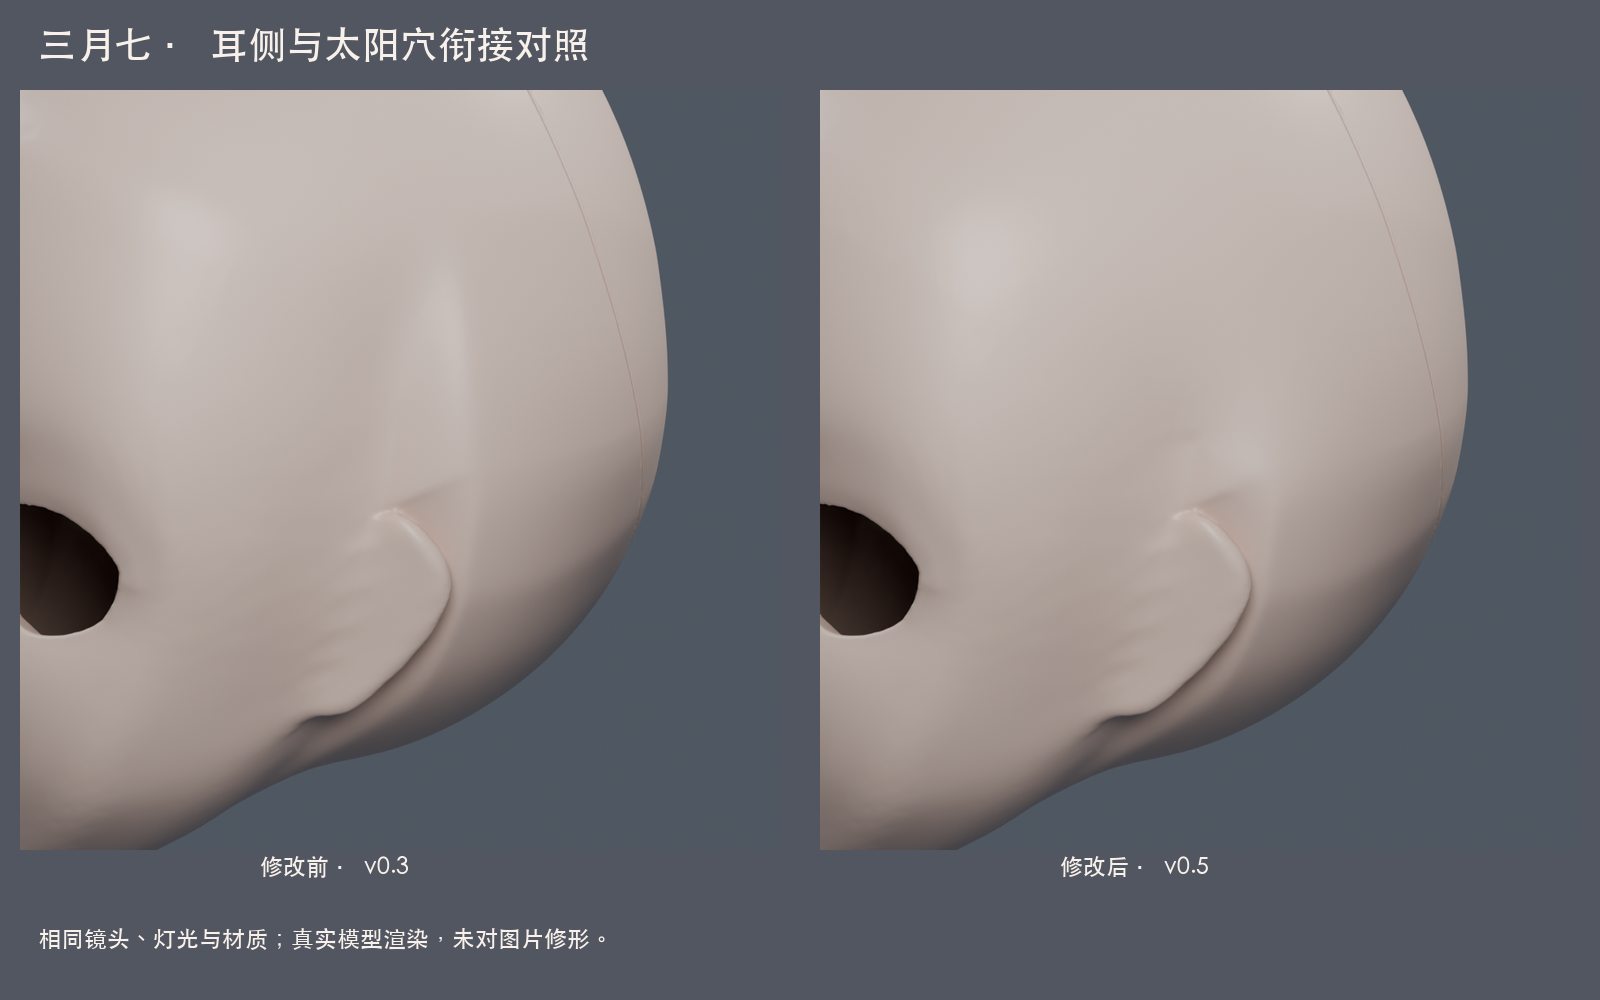 三月七 · 耳侧与太阳穴衔接对照
修改前 · v0.3
修改后 · v0.5
相同镜头、灯光与材质；真实模型渲染，未对图片修形。